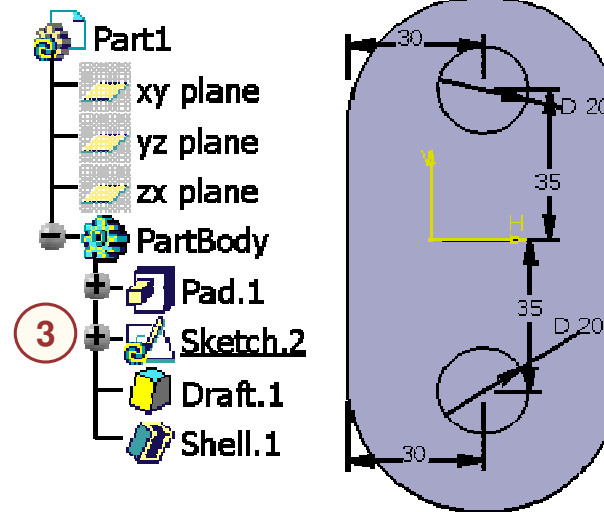 Part1
xy plane
yz plane
zx plane
PartBody
Pad.1
3
Sketch.2
Draft.1
Shell.1
30
D 20
35
V
H
35
D 20
30